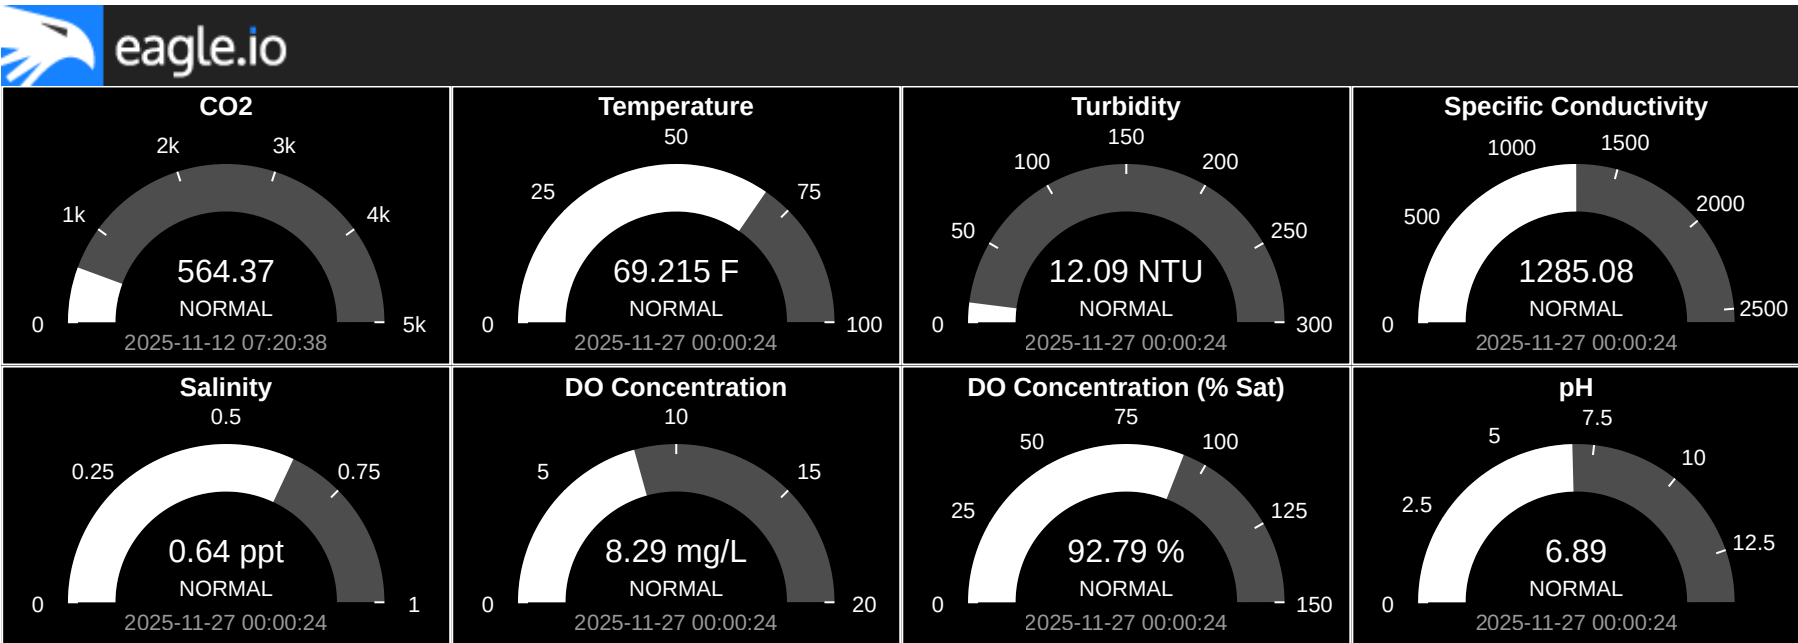 eagle.io
CO2
2k
3k
1k
4k
564.37
NORMAL
0
5k
2025-11-12 07:20:38
Temperature
50
25
75
69.215 F
NORMAL
0
100
2025-11-27 00:00:24
Turbidity
150
100
200
50
250
12.09 NTU
NORMAL
0
300
2025-11-27 00:00:24
Specific Conductivity
1000
1500
500
2000
1285.08
NORMAL
2500
0
2025-11-27 00:00:24
Salinity
0.5
0.25
0.75
0.64 ppt
NORMAL
0
1
2025-11-27 00:00:24
DO Concentration
10
5
15
8.29 mg/L
NORMAL
0
20
2025-11-27 00:00:24
DO Concentration (% Sat)
75
50
100
25
125
92.79 %
NORMAL
0
150
2025-11-27 00:00:24
pH
7.5
5
10
2.5
12.5
6.89
NORMAL
0
2025-11-27 00:00:24